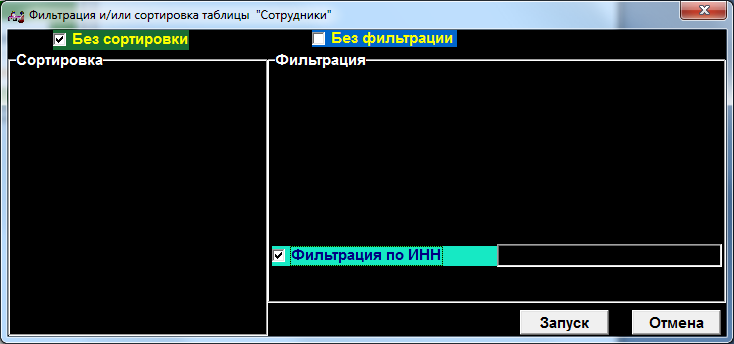 Фильтрация и/или сортировка таблицы "Сотрудники"
Без сортировки
Без фильтрации
Сортировка
Фильтрация
Фильтрация по ИНН
Запуск
Отмена